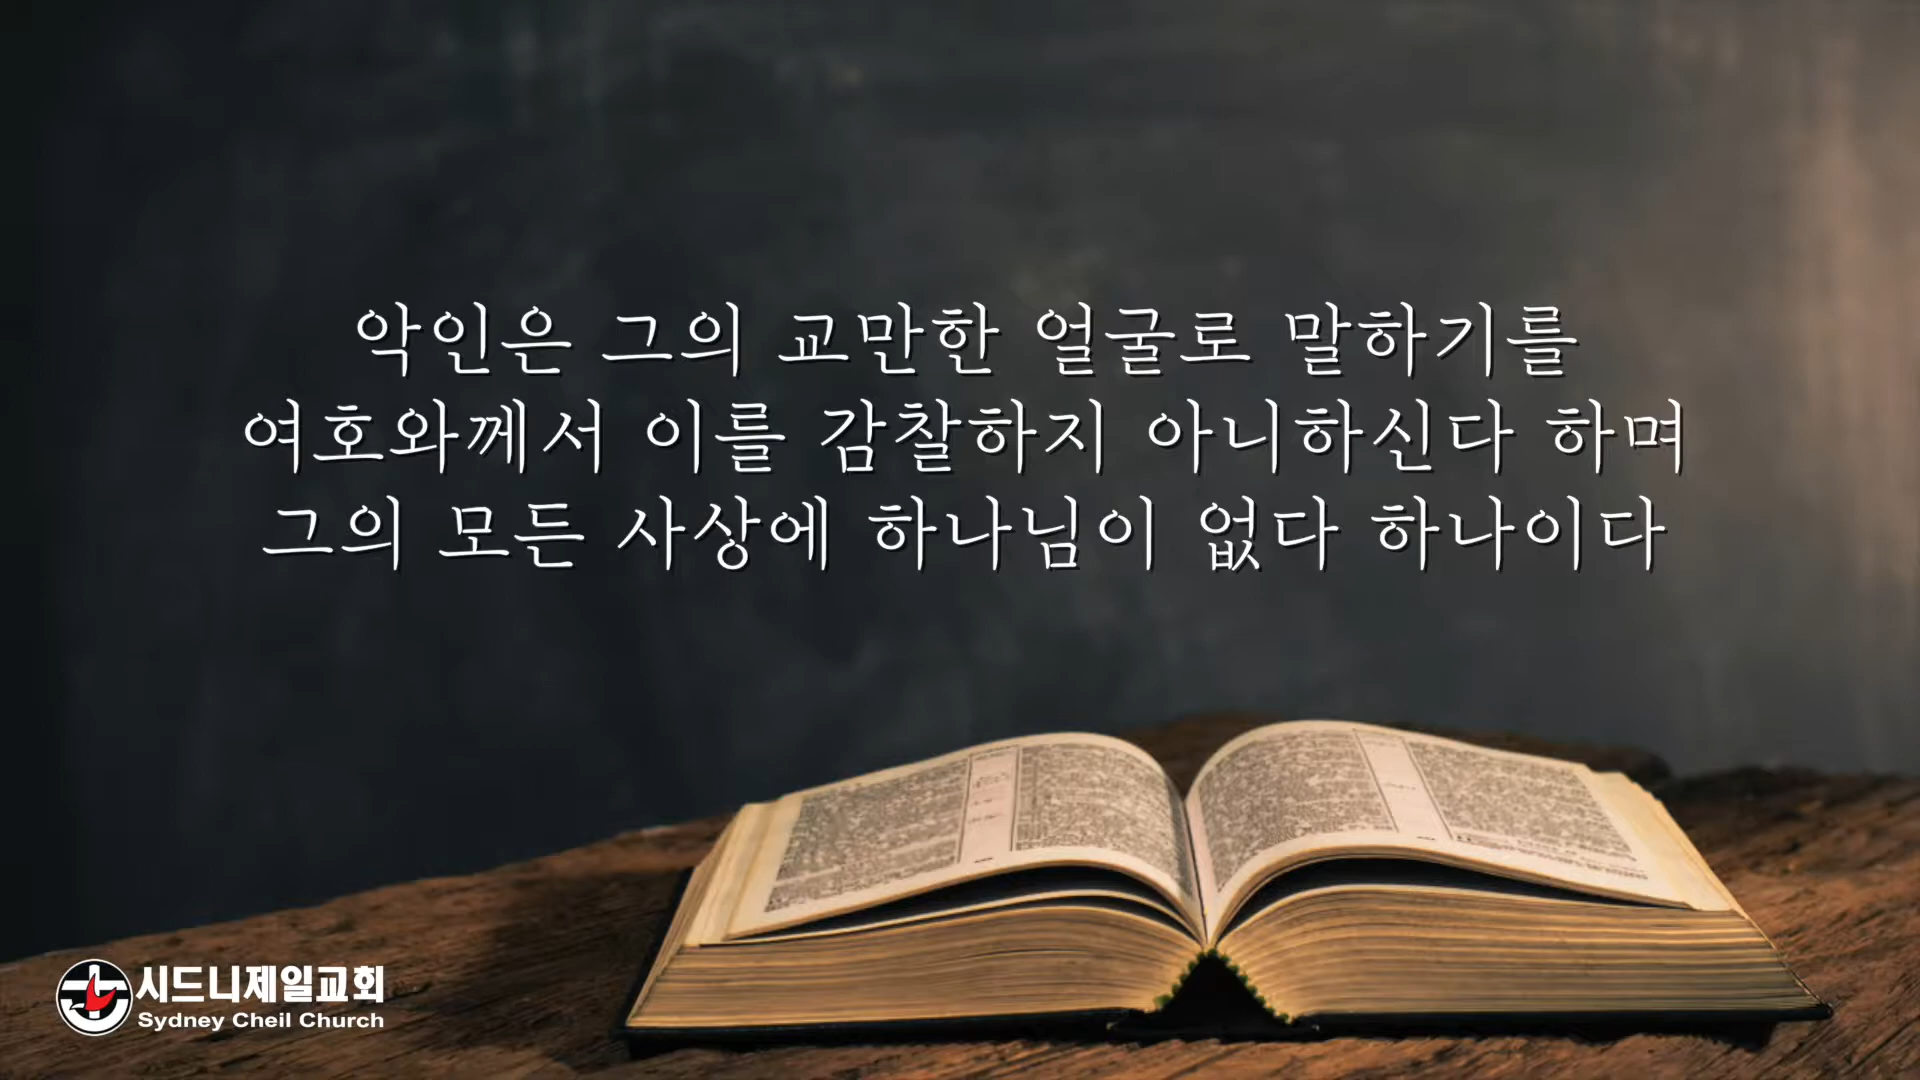 악인은 그의 교만한 얼굴로 말하기를
여호와께서 이를 감찰하지 아니하신다 하며
그의 모든 사상에 하나님이 없다 하나이다
시드니제일교회
Sydney Cheil Church